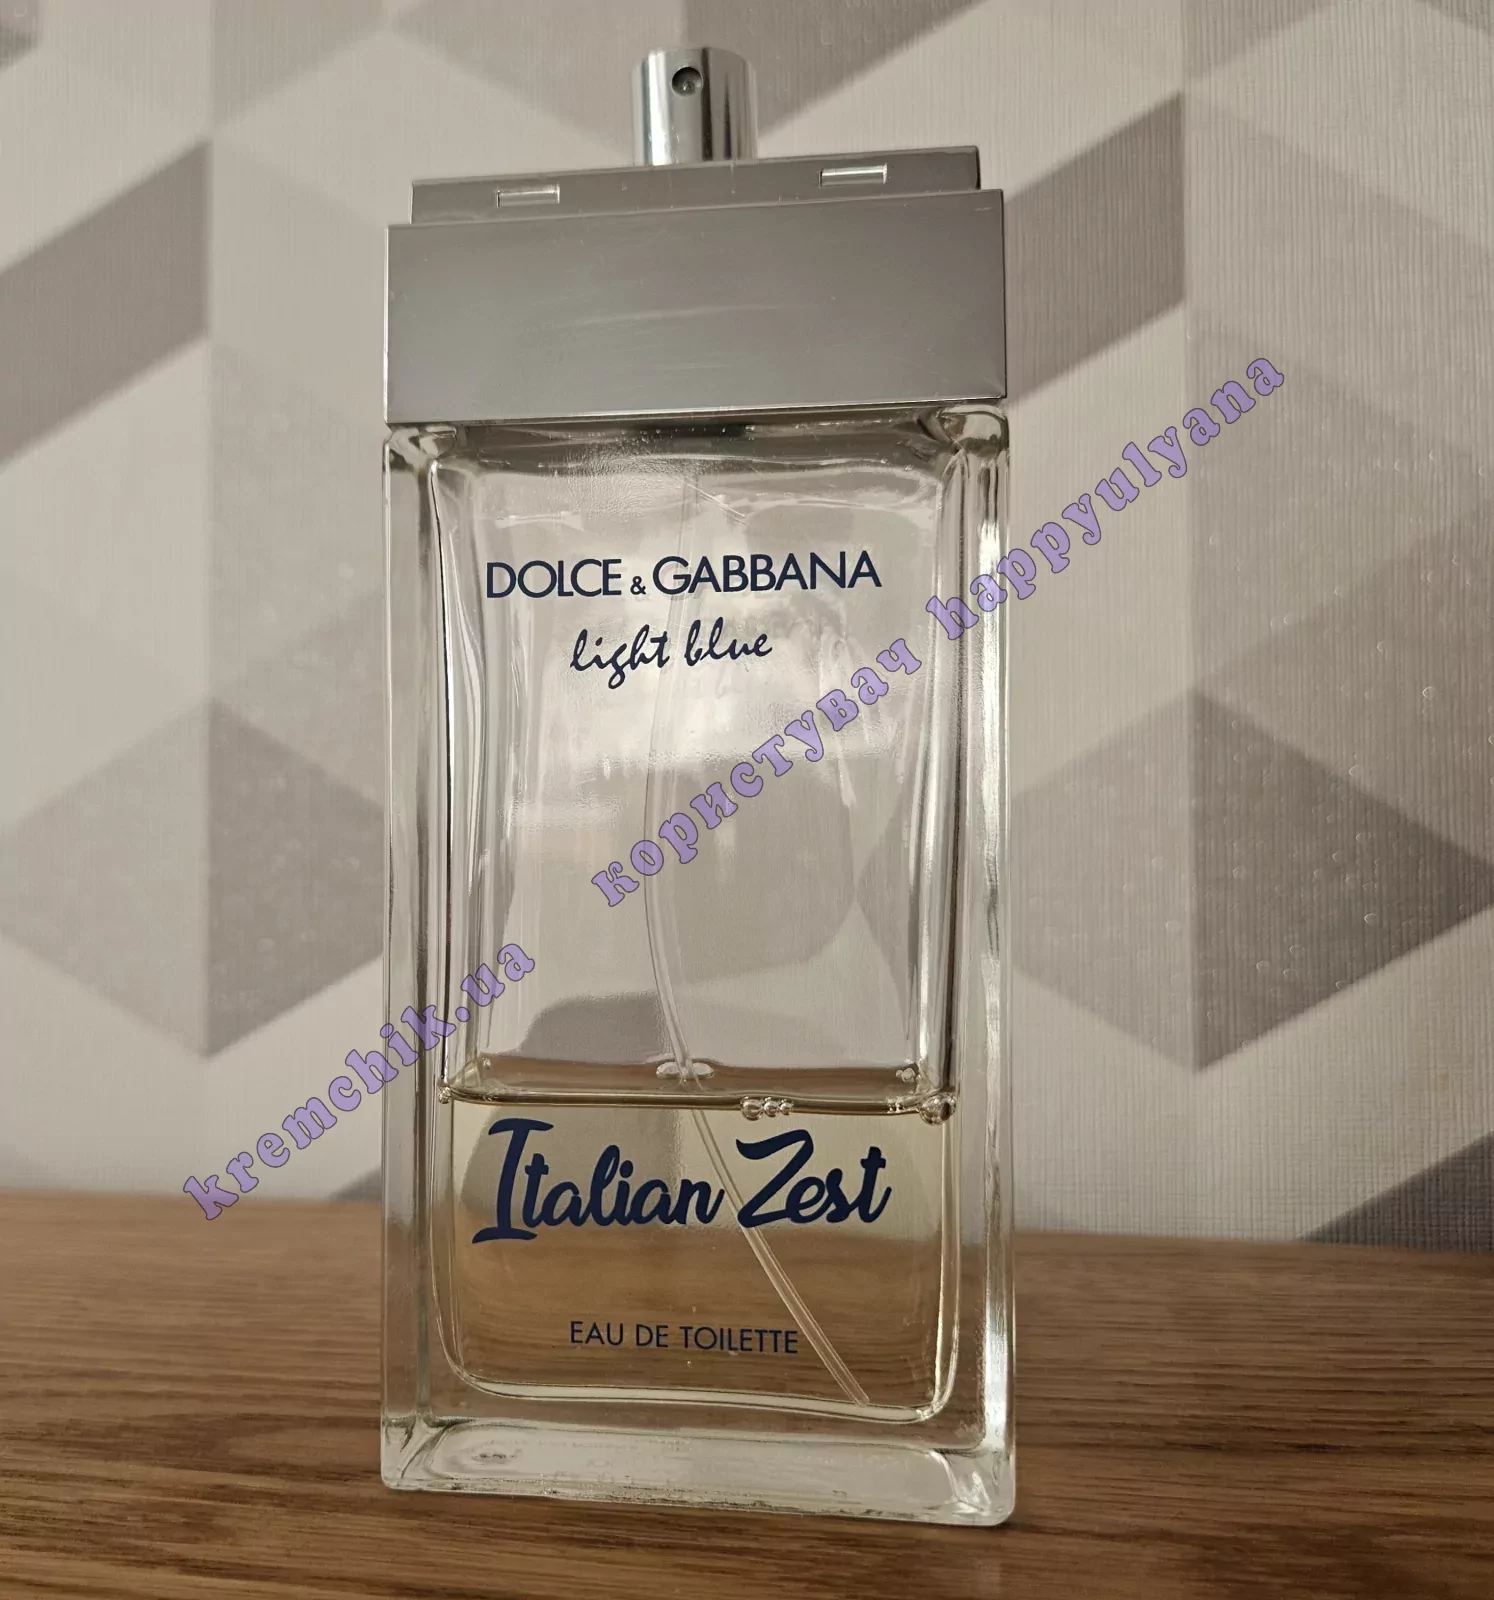 DOLCE & GABBANA
light blue
Italian Zest
EAU DE TOILETTE
kremchik.ua користувач happyulyana